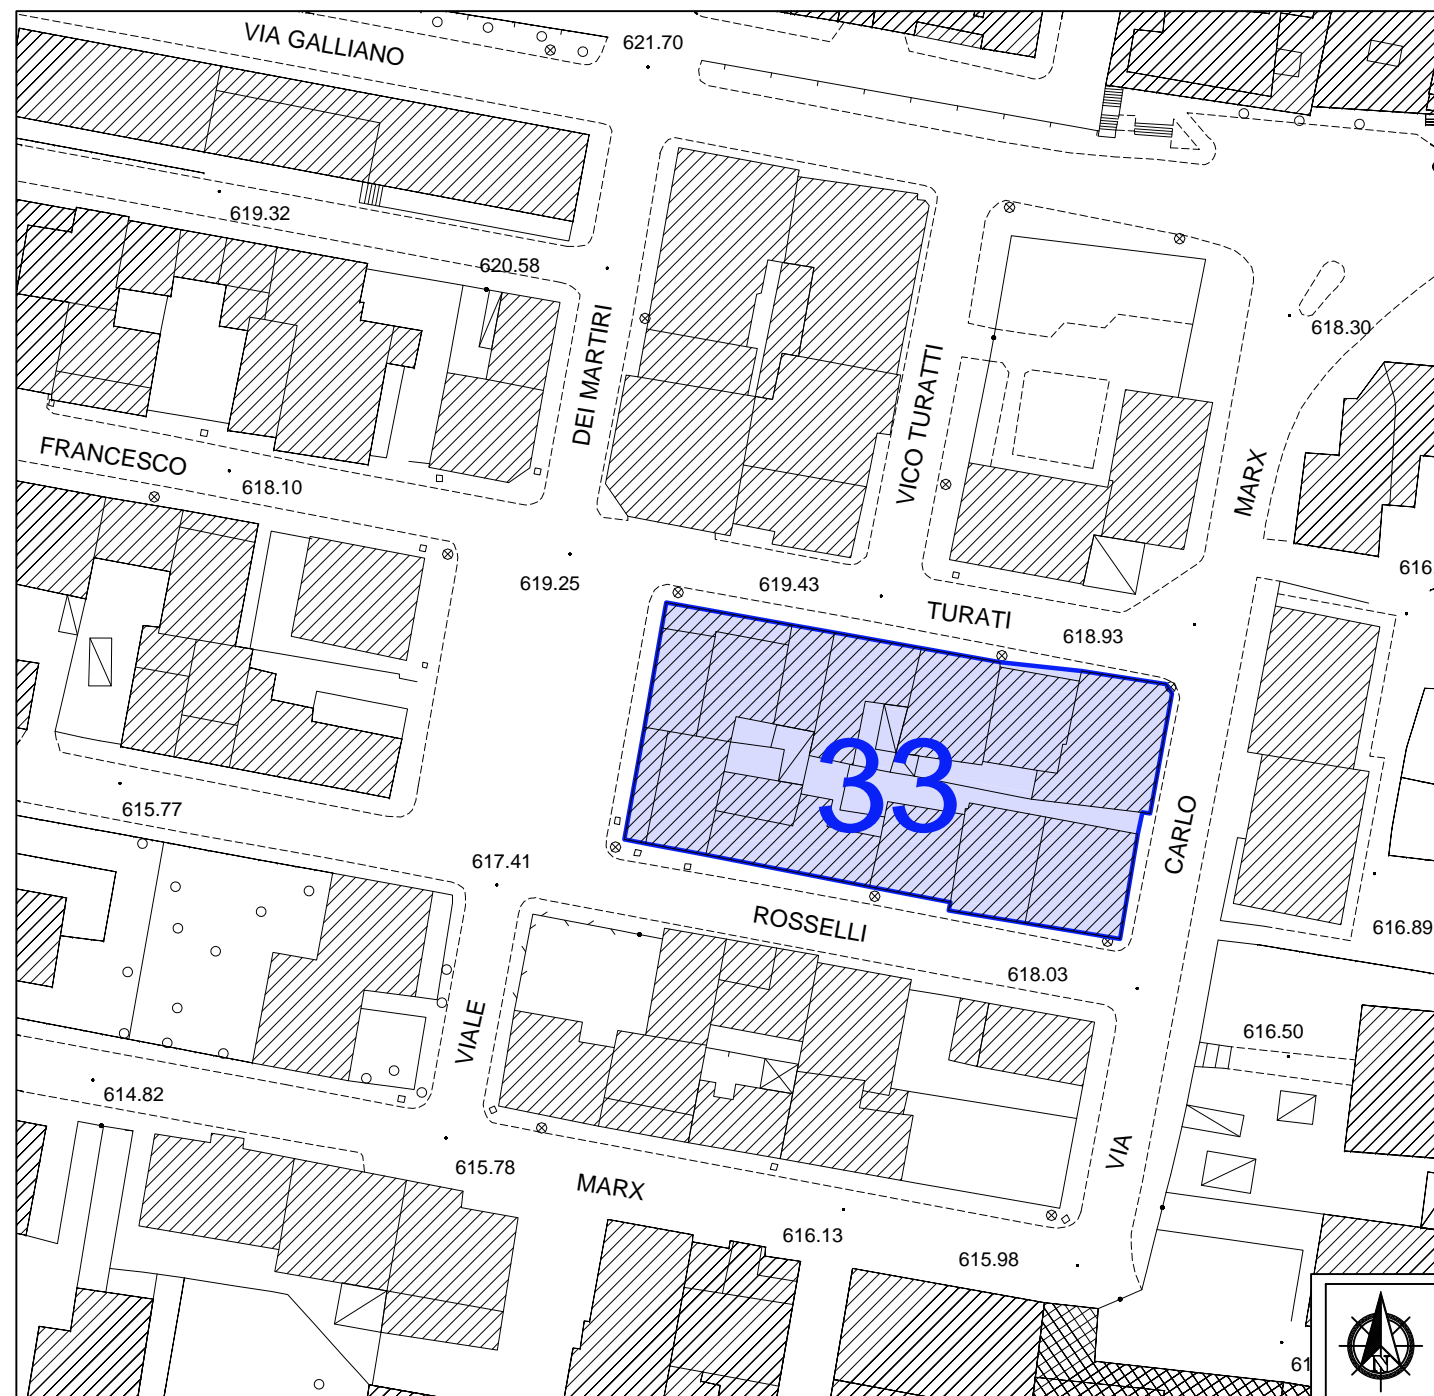 VIA GALLIANO
621.70
619.32
620.58
618.30
DEI MARTIRI
VICO TURATTI
MARX
FRANCESCO
618.10
616.
619.25
619.43
TURATI
618.93
33
615.77
CARLO
617.41
ROSSELLI
616.89
618.03
VIALE
616.50
614.82
615.78
VIA
MARX
616.13
615.98
61
N